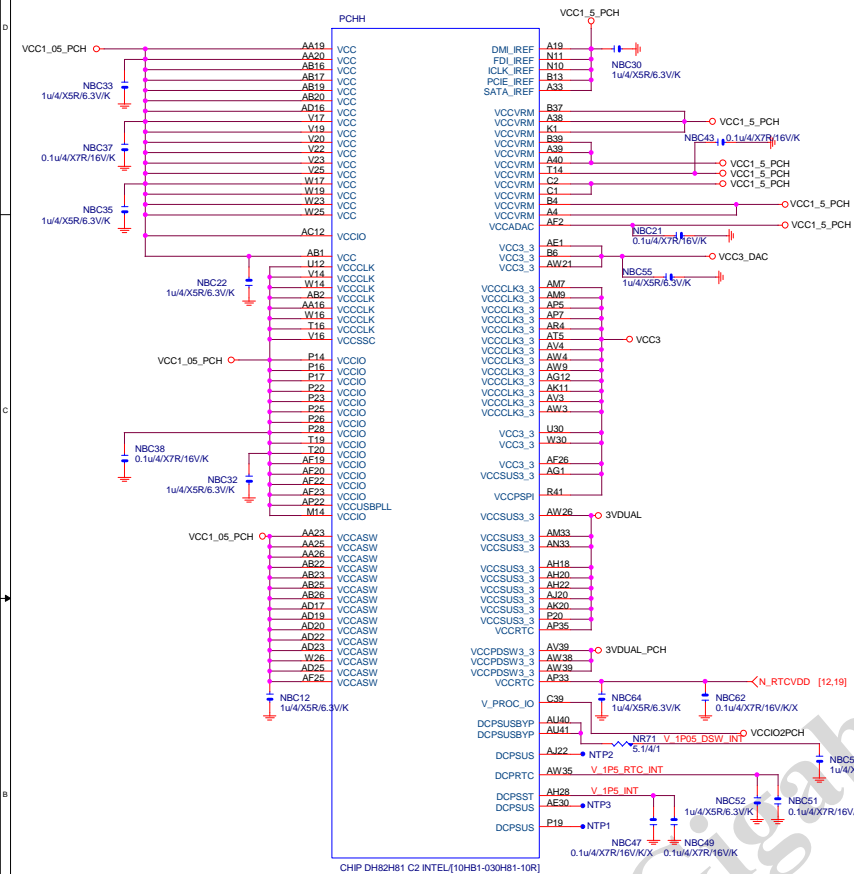 PCHH
VCC1_5_PCH
D
VCC1_05_PCH
AA19 VCC
AA20 VCC
AB16 VCC
AB17 VCC
AB19 VCC
AB20 VCC
AD16 VCC
V17 VCC
V19 VCC
V20 VCC
V22 VCC
V23 VCC
V25 VCC
W17 VCC
W19 VCC
W23 VCC
W25 VCC
AC12 VCCIO
AB1 VCC
U12 VCCCLK
V14 VCCCLK
W14 VCCCLK
AB2 VCCCLK
AA16 VCCCLK
W16 VCCCLK
T16 VCCCLK
V16 VCCSSC
P14 VCCIO
P16 VCCIO
P17 VCCIO
P22 VCCIO
P23 VCCIO
P25 VCCIO
P26 VCCIO
P28 VCCIO
T19 VCCIO
T20 VCCIO
AF19 VCCIO
AF20 VCCIO
AF22 VCCIO
AF23 VCCIO
AP22 VCCUSBPLL
M14 VCCIO
AA23 VCCASW
AA25 VCCASW
AA26 VCCASW
AB22 VCCASW
AB23 VCCASW
AB25 VCCASW
AB26 VCCASW
AD17 VCCASW
AD19 VCCASW
AD20 VCCASW
AD22 VCCASW
AD23 VCCASW
W26 VCCASW
AD25 VCCASW
AF25 VCCASW
NBC33
1u/4/X5R/6.3V/K
NBC37
0.1u/4/X7R/16V/K
NBC35
1u/4/X5R/6.3V/K
NBC22
1u/4/X5R/6.3V/K
VCC1_05_PCH
C
NBC38
0.1u/4/X7R/16V/K
NBC32
1u/4/X5R/6.3V/K
VCC1_05_PCH
NBC12
1u/4/X5R/6.3V/K
B
DMI_IREF A19
FDI_IREF N11
ICLK_IREF N10
PCIE_IREF B13
SATA_IREF A33
NBC30
1u/4/X5R/6.3V/K
VCCVRM B37
VCCVRM A38
VCCVRM K1
VCCVRM B39
VCCVRM A39
VCCVRM A40
VCCVRM T14
VCCVRM C2
VCCVRM C1
VCCVRM B4
VCCVRM A4
VCCADAC AF2
VCC1_5_PCH
NBC43 0.1u/4/X7R/16V/K
VCC1_5_PCH
VCC1_5_PCH
VCC1_5_PCH
VCC1_5_PCH
VCC1_5_PCH
NBC21
0.1u/4/X7R/16V/K
VCC3_3 AE1
VCC3_3 B6
VCC3_3 AW21
VCC3_DAC
NBC55
1u/4/X5R/6.3V/K
VCCCLK3_3 AM7
VCCCLK3_3 AM9
VCCCLK3_3 AP5
VCCCLK3_3 AP7
VCCCLK3_3 AR4
VCCCLK3_3 AT5
VCCCLK3_3 AV4
VCCCLK3_3 AW4
VCCCLK3_3 AW9
VCCCLK3_3 AG12
VCCCLK3_3 AK11
VCCCLK3_3 AV3
VCCCLK3_3 AW3
VCC3
VCC3_3 U30
VCC3_3 W30
VCC3_3 AF26
VCCSUS3_3 AG1
VCCPSPI R41
VCCSUS3_3 AW26
3VDUAL
VCCSUS3_3 AM33
VCCSUS3_3 AN33
VCCSUS3_3 AH18
VCCSUS3_3 AH20
VCCSUS3_3 AH22
VCCSUS3_3 AJ20
VCCSUS3_3 AK20
VCCSUS3_3 P20
VCCRTC AP35
VCCPDSW3_3 AV39
VCCPDSW3_3 AW38
VCCPDSW3_3 AW39
3VDUAL_PCH
VCCRTC AP33
N_RTCVDD [12,19]
NBC64
1u/4/X5R/6.3V/K
NBC62
0.1u/4/X7R/16V/K/X
V_PROC_IO C39
VCCIO2PCH
DCPSUSBYP AU40
DCPSUSBYP AU41
NR71 V_1P05_DSW_INT
5.1/4/1
DCPSUS AJ22 NTP2
DCPRTC AW35 V_1P5_RTC_INT
NBC52
1u/4/X5R/6.3V/K
NBC51
DCPSST AH28 V_1P5_INT
DCPSUS AE30 NTP3
DCPSUS P19 NTP1
NBC47
0.1u/4/X7R/16V/K/X
NBC49
0.1u/4/X7R/16V/K
CHIP DH82H81 C2 INTEL/[10HB1-030H81-10R]